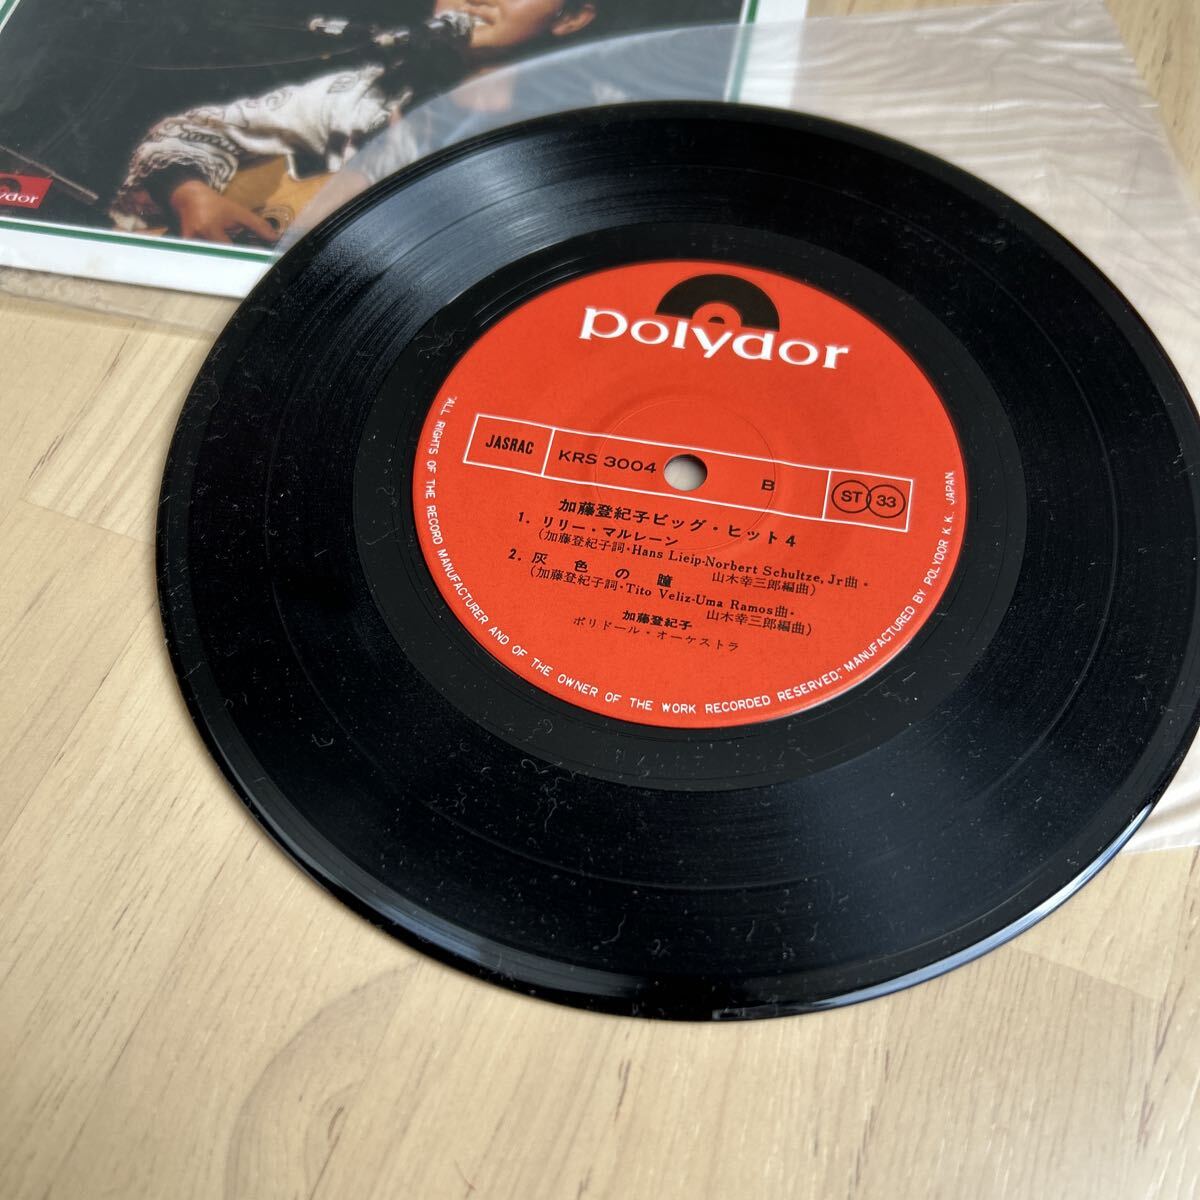 lydor
polydor
JASRAC KRS 3004 B ST 33
加藤登紀子ビッグ・ヒット4
1. リリー・マルレーン
(加藤登紀子詞・Hans Lieip-Norbert Schultze, Jr曲・
山木幸三郎編曲)
2. 灰色の瞳
(加藤登紀子詞・Tito Veliz-Uma Ramos曲・
山木幸三郎編曲)
加藤登紀子
ポリドール・オーケストラ
"ALL RIGHTS OF THE RECORD MANUFACTURER AND OF THE OWNER OF THE WORK RECORDED RESERVED," MANUFACTURED BY POLYDOR K.K., JAPAN